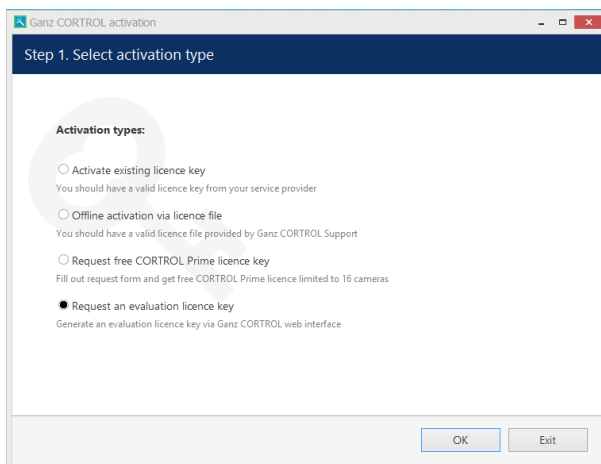 Ganz CORTROL activation
Step 1. Select activation type
Activation types:
Activate existing licence key
You should have a valid licence key from your service provider
Offline activation via licence file
You should have a valid licence file provided by Ganz CORTROL Support
Request free CORTROL Prime licence key
Fill out request form and get free CORTROL Prime licence limited to 16 cameras
Request an evaluation licence key
Generate an evaluation licence key via Ganz CORTROL web interface
OK Exit